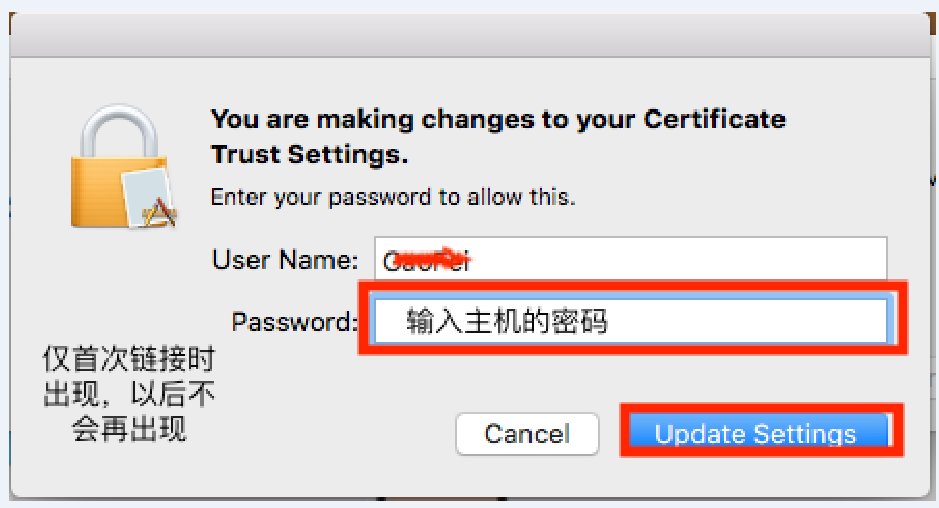 You are making changes to your Certificate
Trust Settings.
Enter your password to allow this.
User Name:
Password: 输入主机的密码
仅首次链接时
出现，以后不
会再出现
Cancel Update Settings